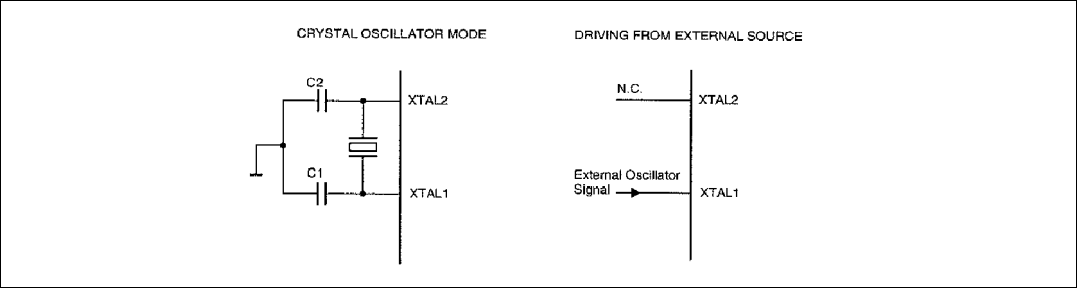 CRYSTAL OSCILLATOR MODE
DRIVING FROM EXTERNAL SOURCE
C2
XTAL2
C1
XTAL1
N.C.
XTAL2
External Oscillator
Signal
XTAL1